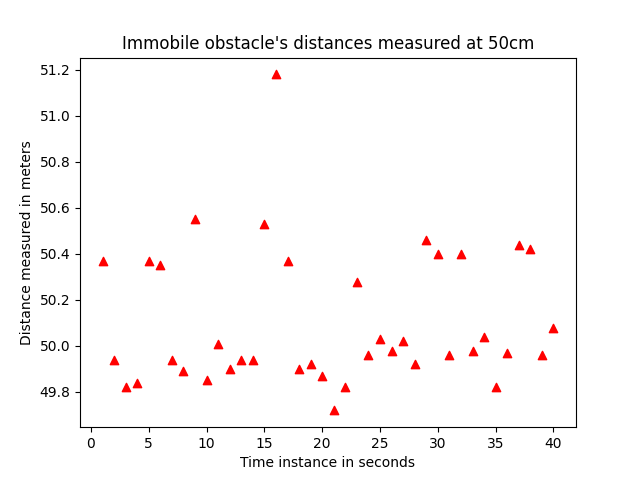 Immobile obstacle's distances measured at 50cm
51.2
51.0
50.8
50.6
50.4
50.2
50.0
49.8
Distance measured in meters
0 5 10 15 20 25 30 35 40
Time instance in seconds